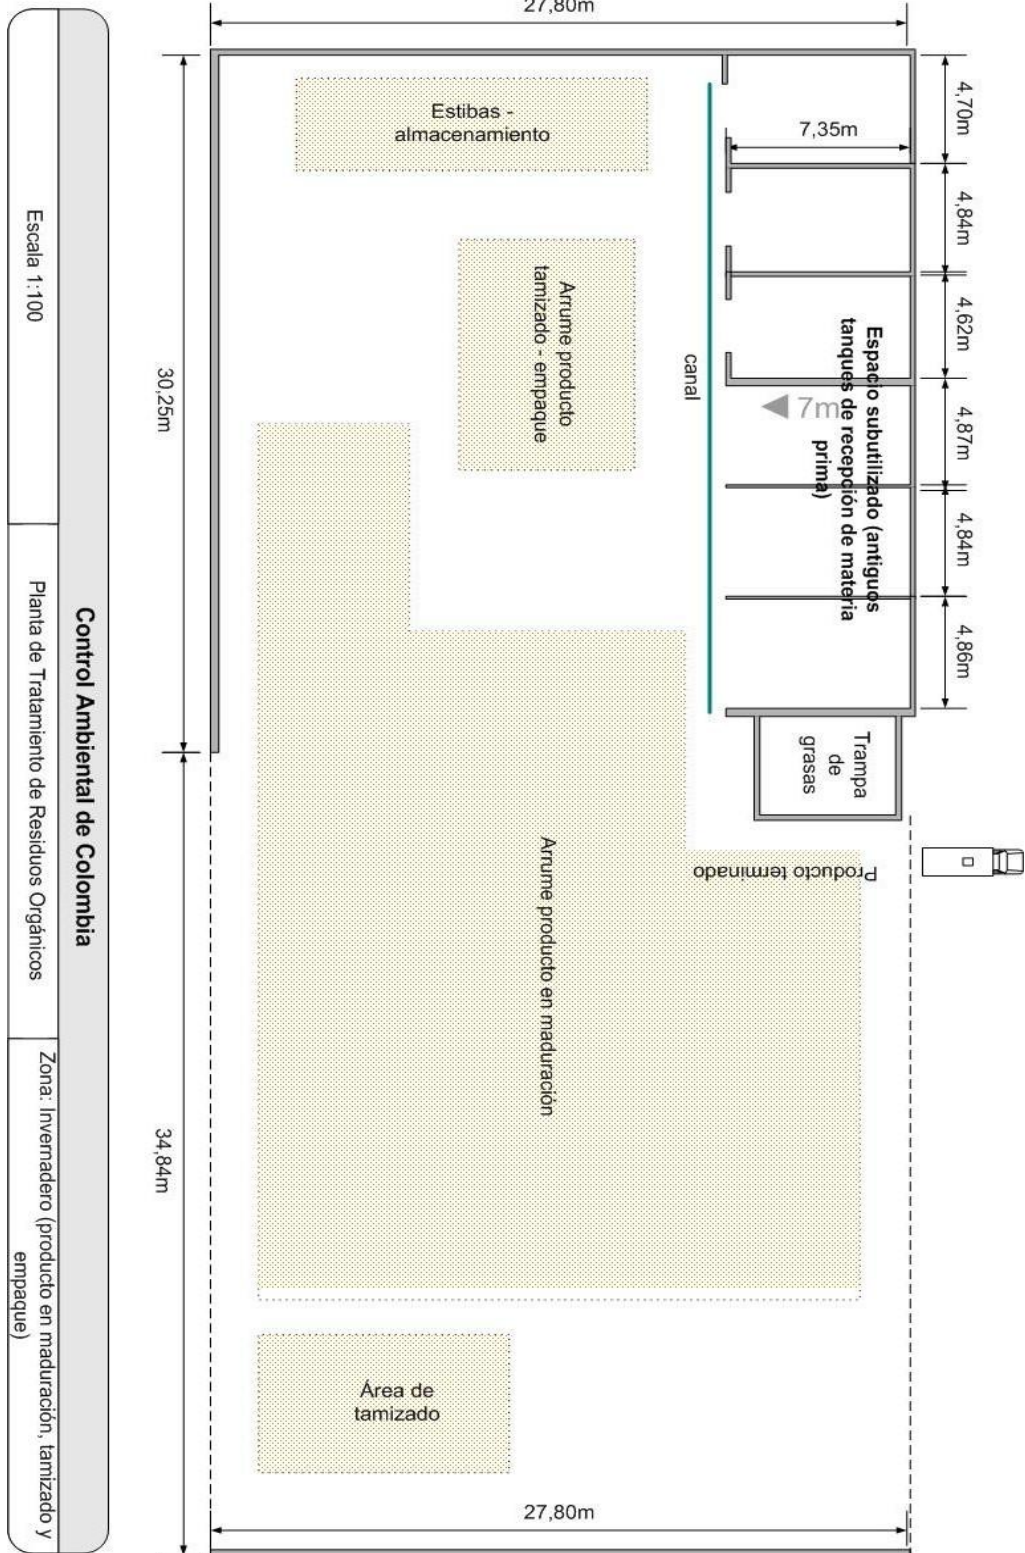 27,80m
Estibas -
almacenamiento
7,35m
4,70m
4,84m
4,62m
4,87m
4,84m
4,86m
Arrume producto
tamizado - empaque
canal
7m
Espacio subutilizado (antiguos
tanques de recepción de materia
prima)
30,25m
Trampa
de
grasas
Producto terminado
Arrume producto en maduración
34,84m
Área de
tamizado
27,80m
Control Ambiental de Colombia
Escala 1:100
Planta de Tratamiento de Residuos Orgánicos
Zona: Invernadero (producto en maduración, tamizado y
empaque)